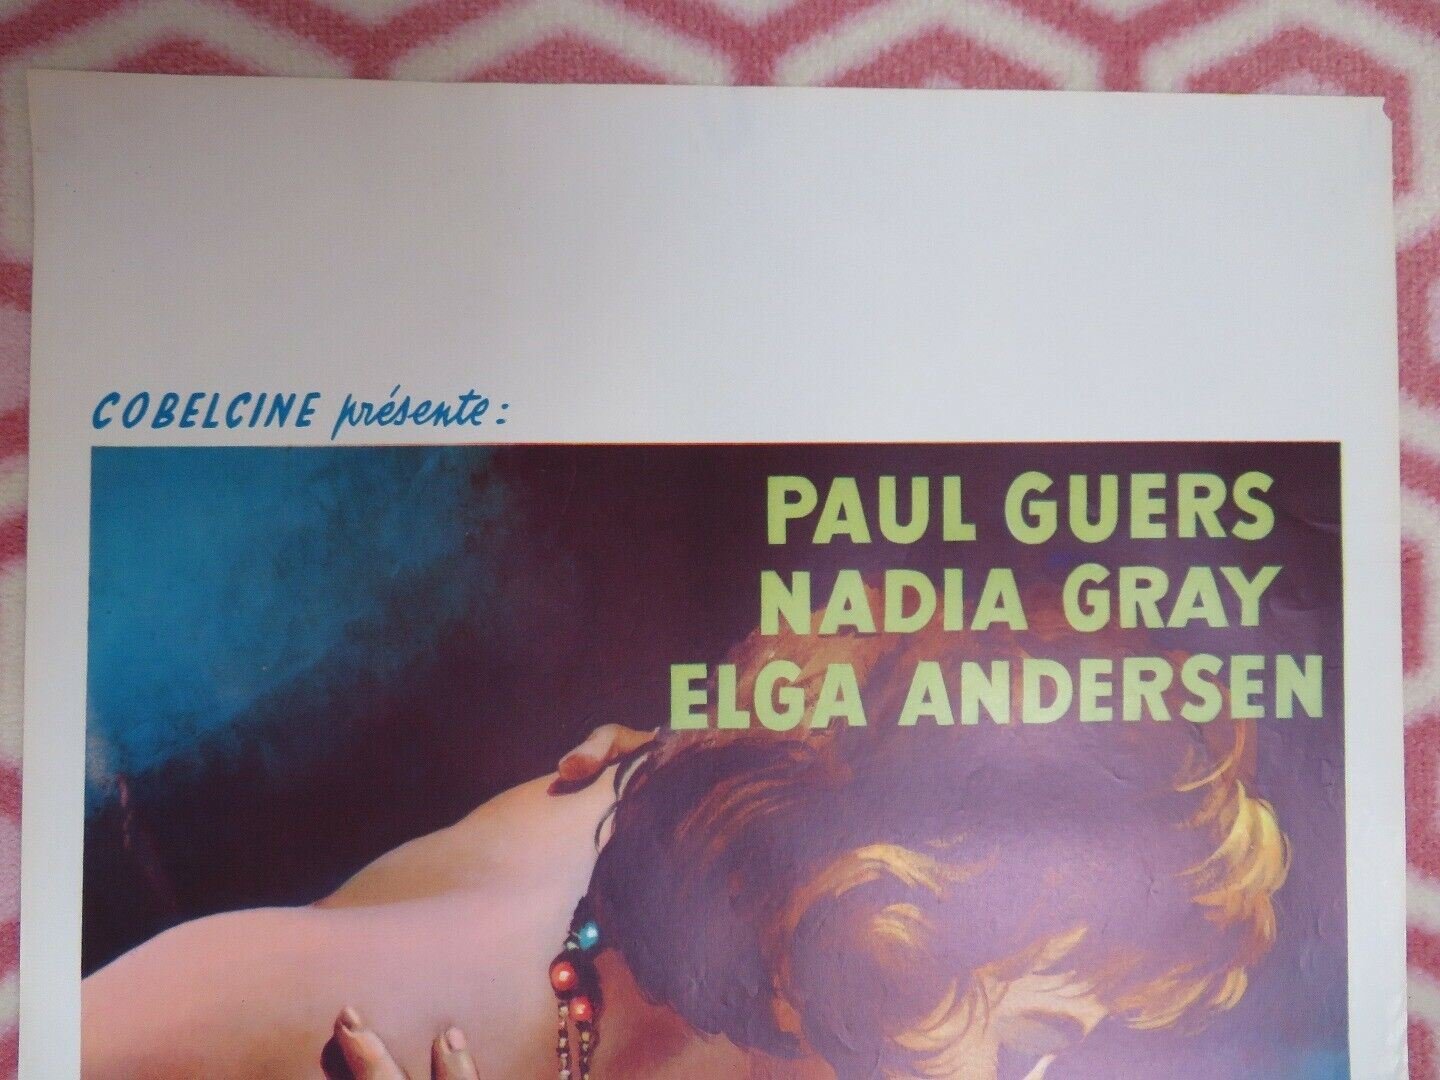 COBELCINE présente :
PAUL GUERS
NADIA GRAY
ELGA ANDERSEN